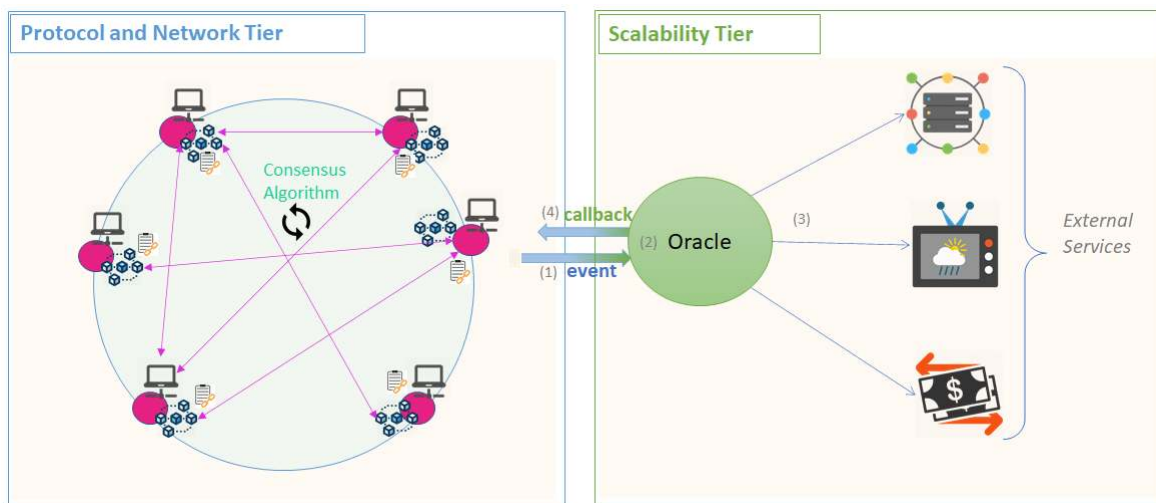 Protocol and Network Tier
Scalability Tier
Consensus
Algorithm
(4) callback
(2) Oracle
(1) event
(3)
External
Services
$